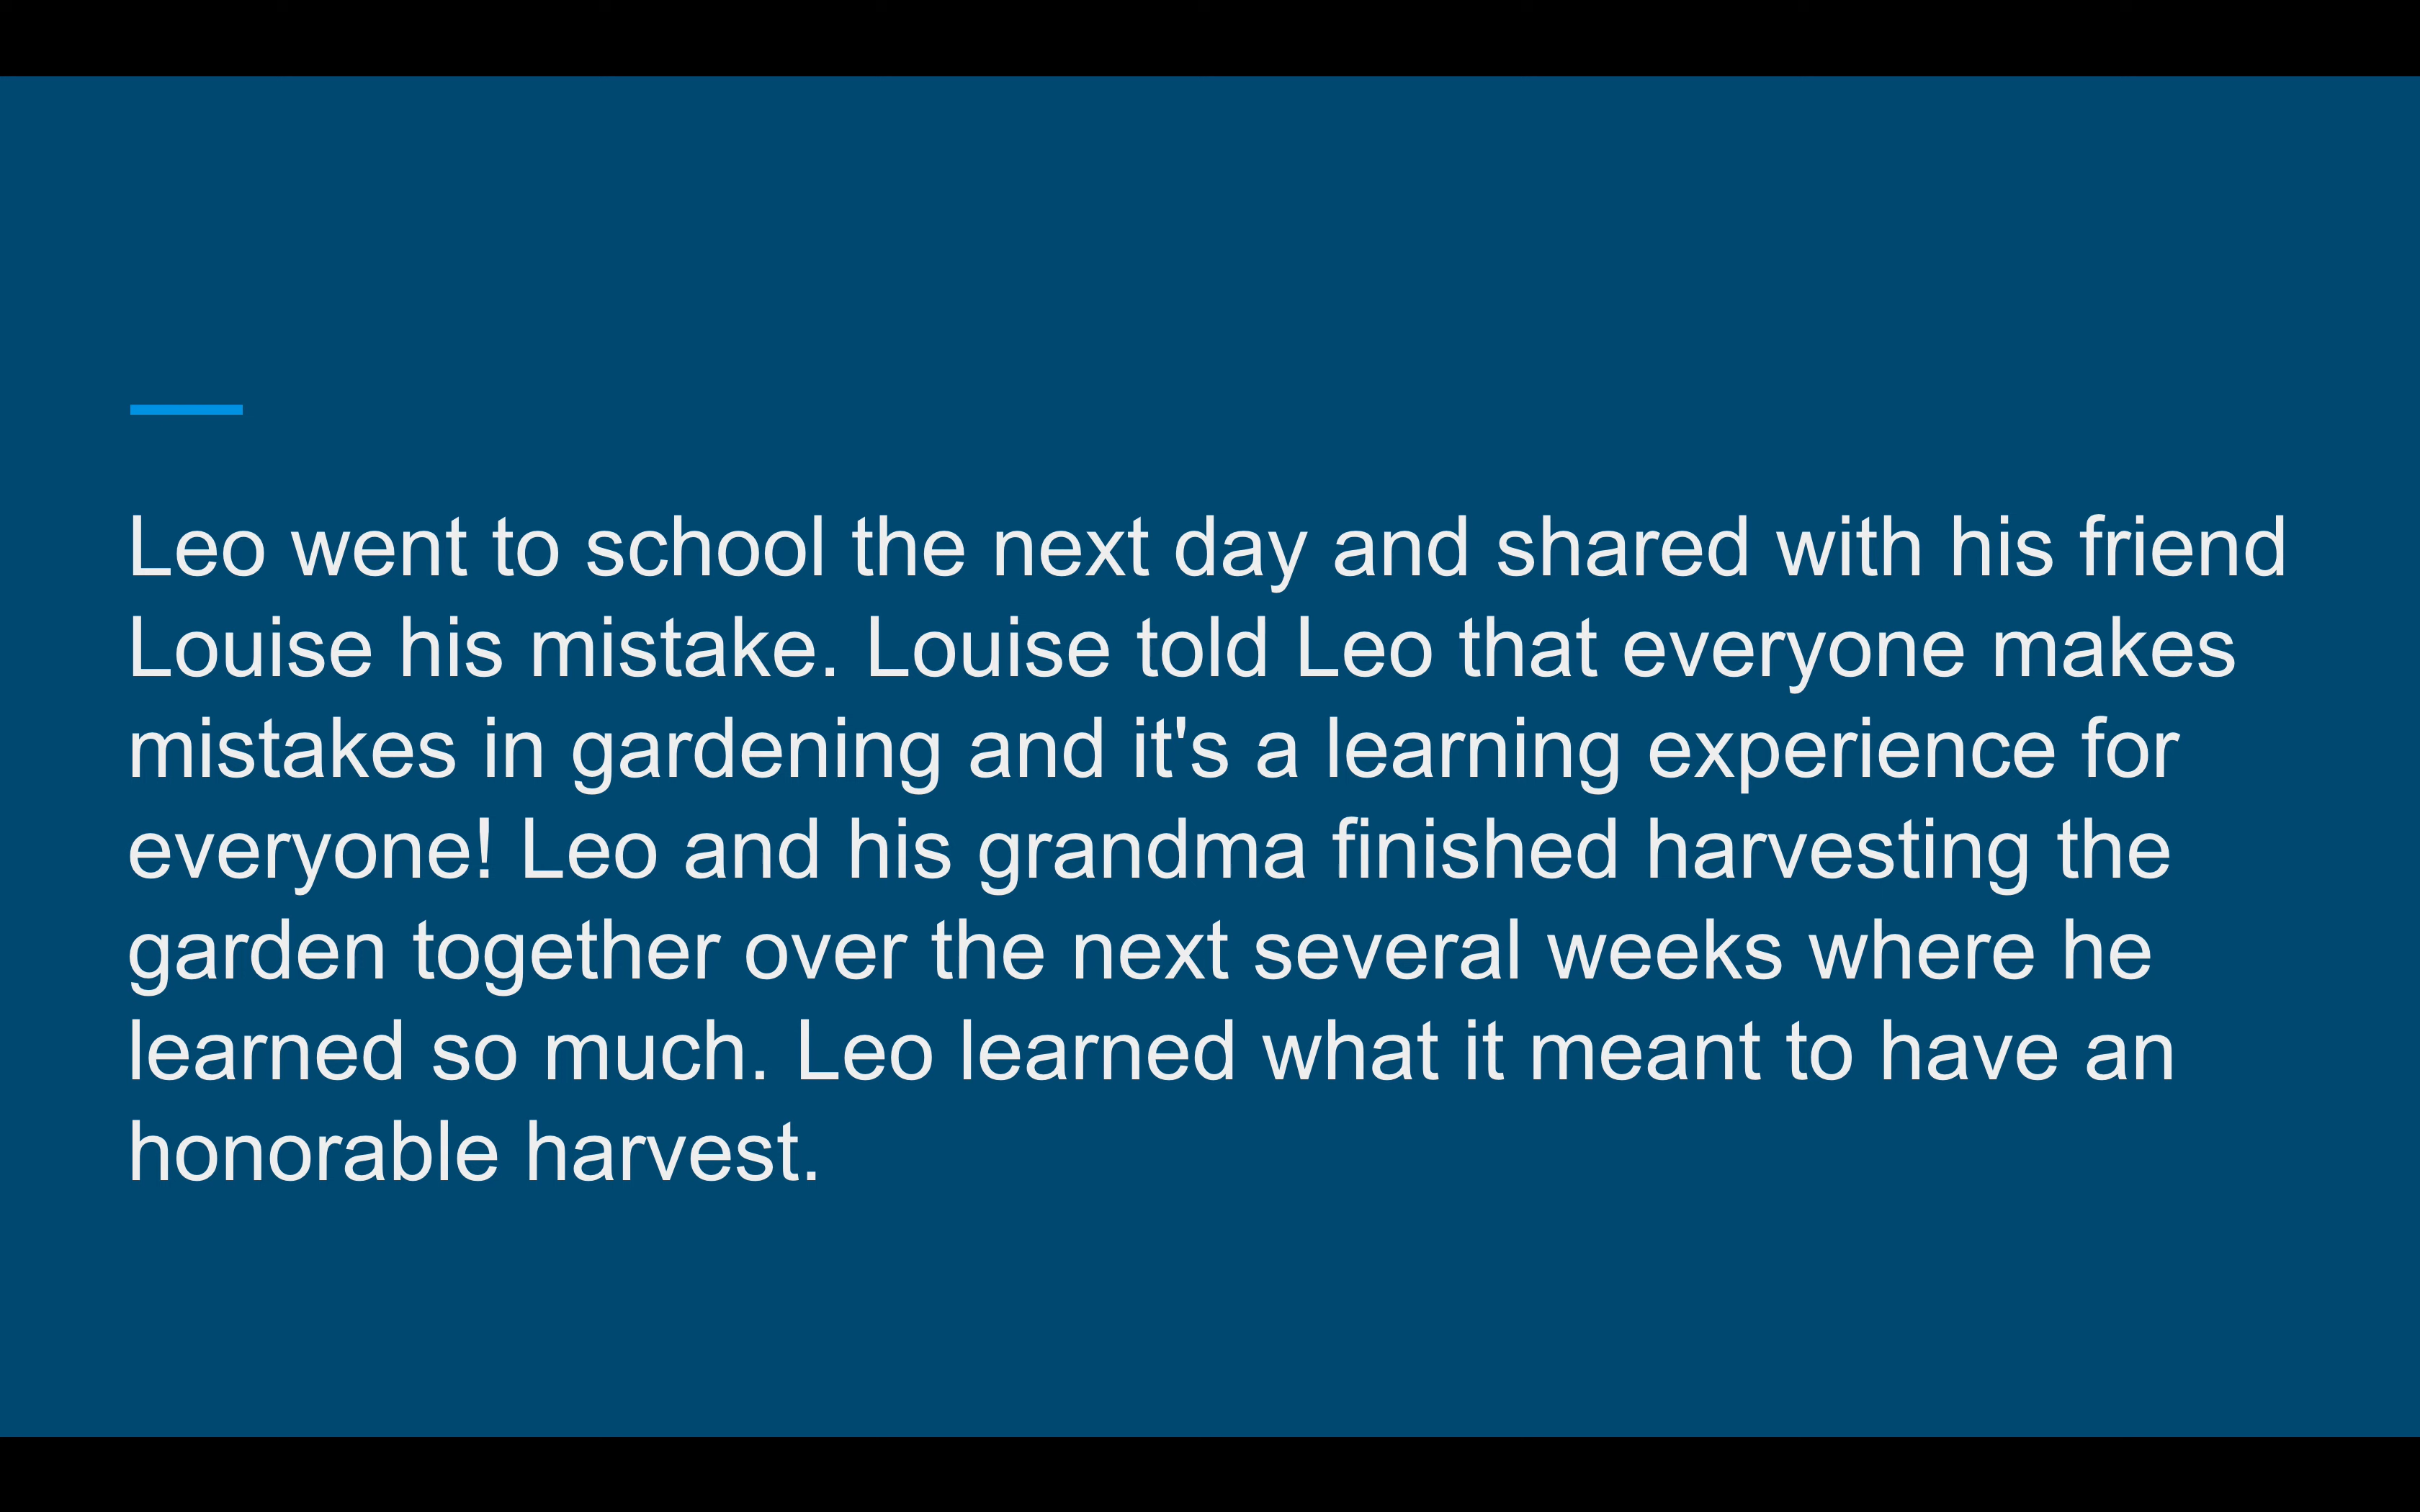 Leo went to school the next day and shared with his friend
Louise his mistake. Louise told Leo that everyone makes
mistakes in gardening and it's a learning experience for
everyone! Leo and his grandma finished harvesting the
garden together over the next several weeks where he
learned so much. Leo learned what it meant to have an
honorable harvest.